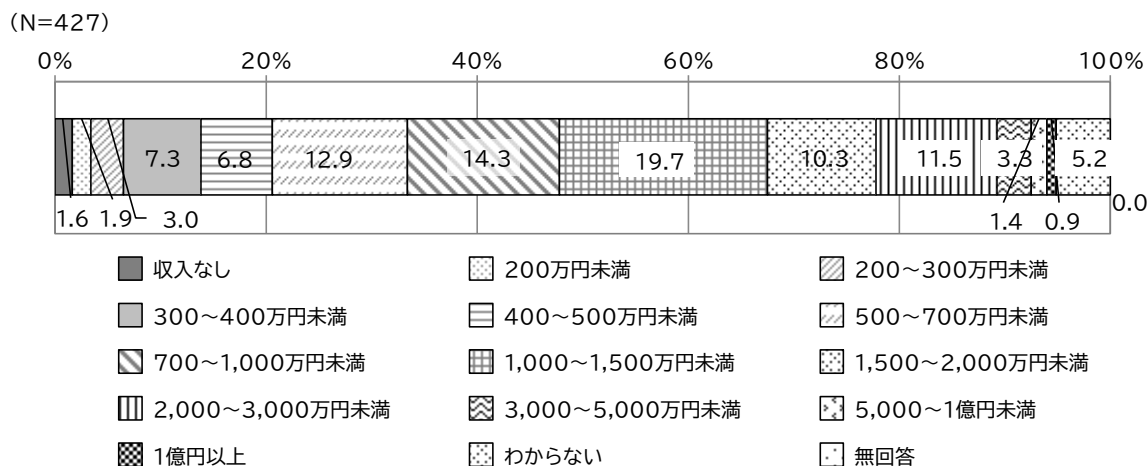 (N=427)
0% 20% 40% 60% 80% 100%
7.3 6.8 12.9 14.3 19.7 10.3 11.5 3.3 5.2
1.6 1.9 3.0 1.4 0.9 0.0
収入なし 200万円未満 200～300万円未満
300～400万円未満 400～500万円未満 500～700万円未満
700～1,000万円未満 1,000～1,500万円未満 1,500～2,000万円未満
2,000～3,000万円未満 3,000～5,000万円未満 5,000～1億円未満
1億円以上 わからない 無回答